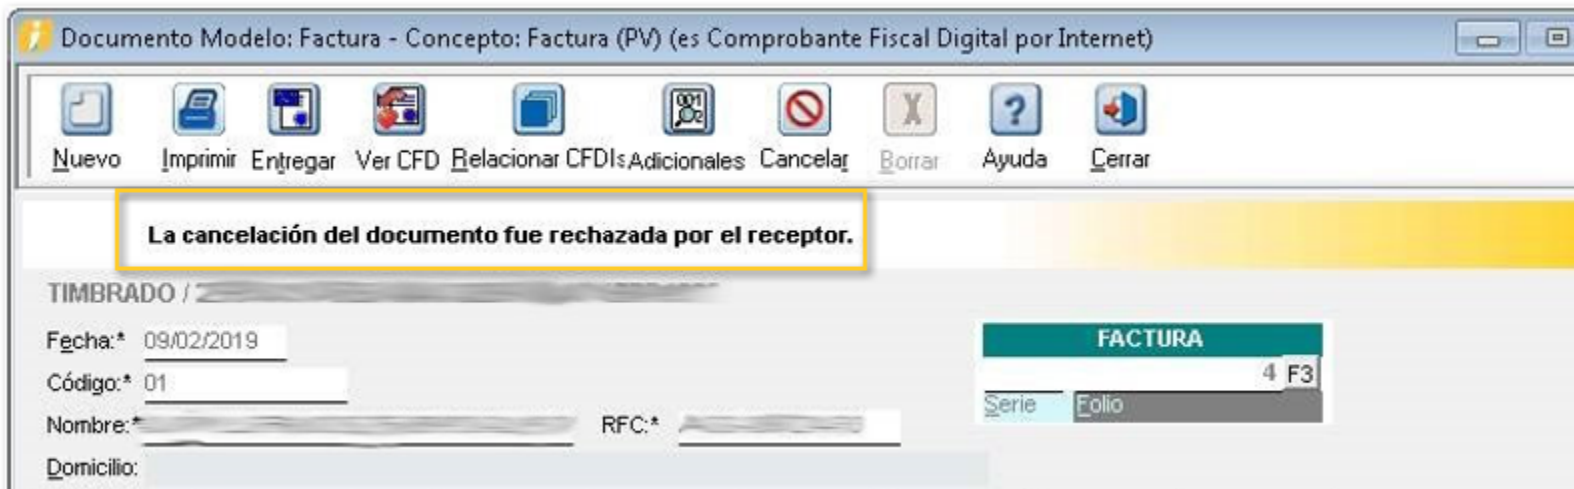 Documento Modelo: Factura - Concepto: Factura (PV) (es Comprobante Fiscal Digital por Internet)
Nuevo Imprimir Entregar Ver CFD Relacionar CFDIs Adicionales Cancelar Borrar Ayuda Cerrar
La cancelación del documento fue rechazada por el receptor.
TIMBRADO /
Fecha:* 09/02/2019
FACTURA
Código:* 01
4 F3
Serie Folio
Nombre:* RFC:*
Domicilio: